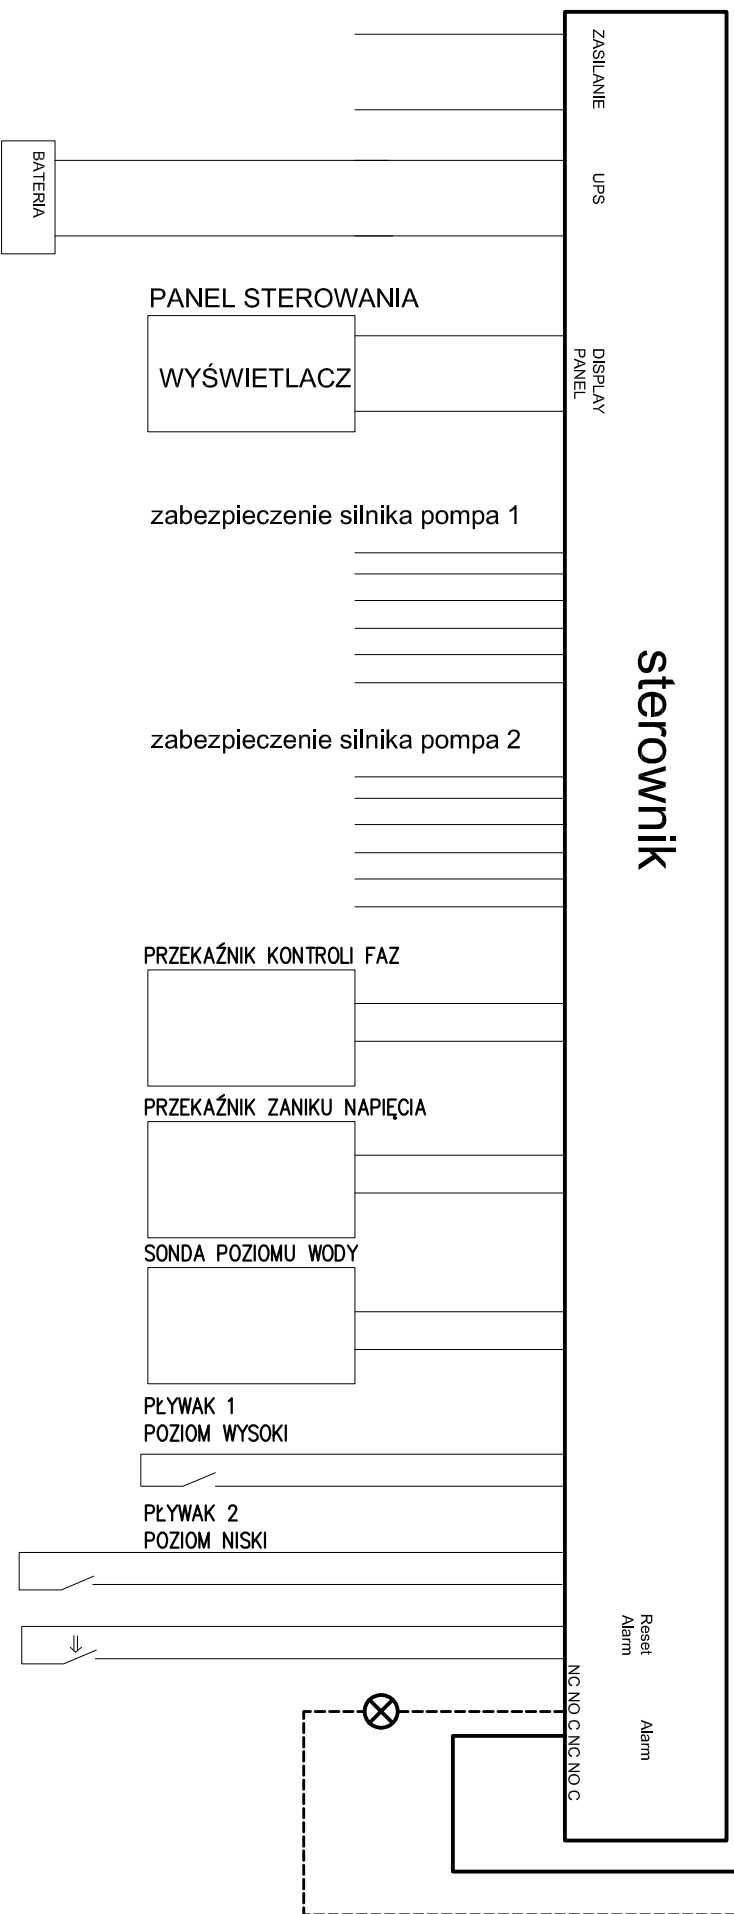 ZASILANIE
BATERIA
UPS
PANEL STEROWANIA
WYŚWIETLACZ
DISPLAY
PANEL
zabezpieczenie silnika pompa 1
sterownik
zabezpieczenie silnika pompa 2
PRZEKAŹNIK KONTROLI FAZ
PRZEKAŹNIK ZANIKU NAPIĘCIA
SONDA POZIOMU WODY
PŁYWAK 1
POZIOM WYSOKI
PŁYWAK 2
POZIOM NISKI
Reset
Alarm
NC NO C NC NO C
Alarm